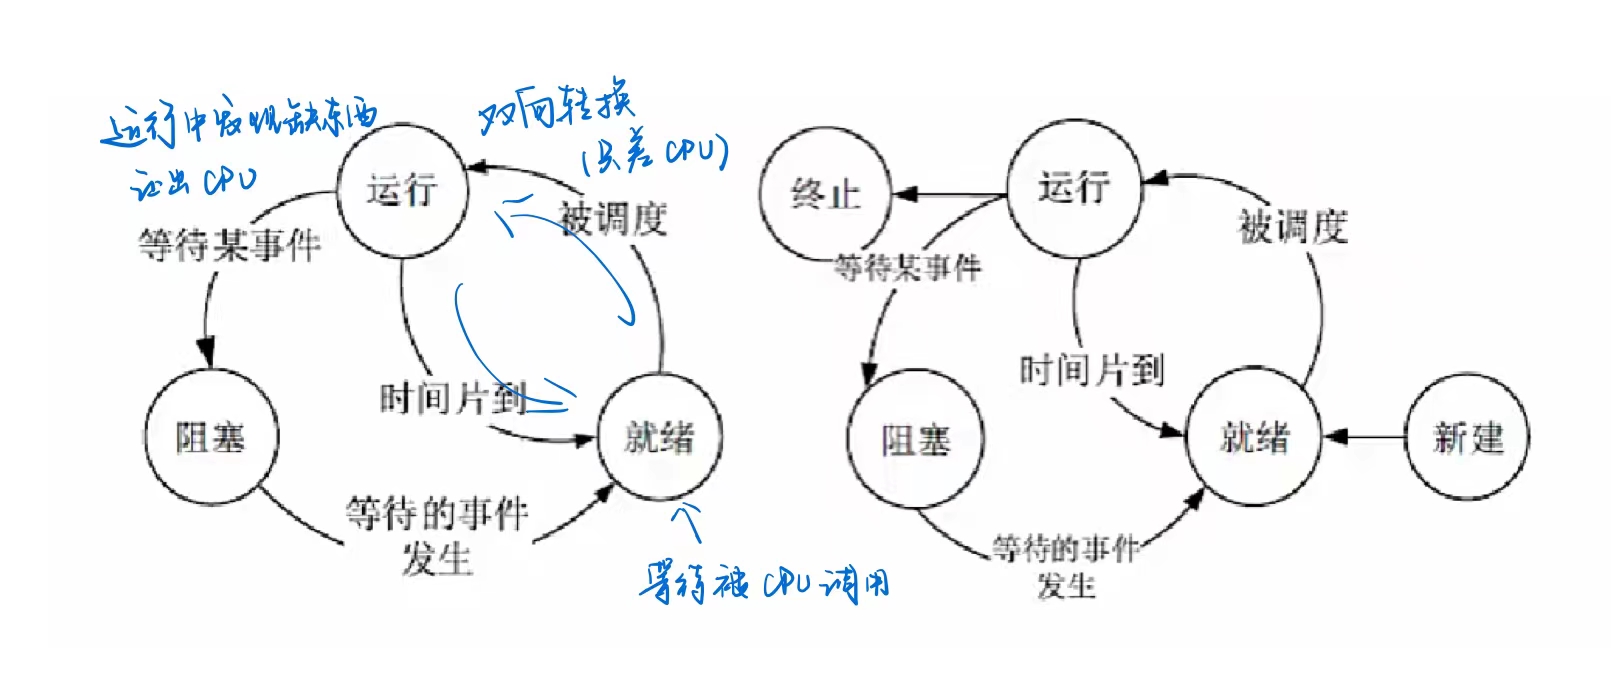 运行中发现缺东西
让出CPU
双向转换
(只差CPU)
运行
被调度
等待某事件
时间片到
阻塞
就绪
等待的事件
发生
等待被CPU调用
终止
运行
被调度
等待某事件
时间片到
阻塞
就绪
新建
等待的事件
发生